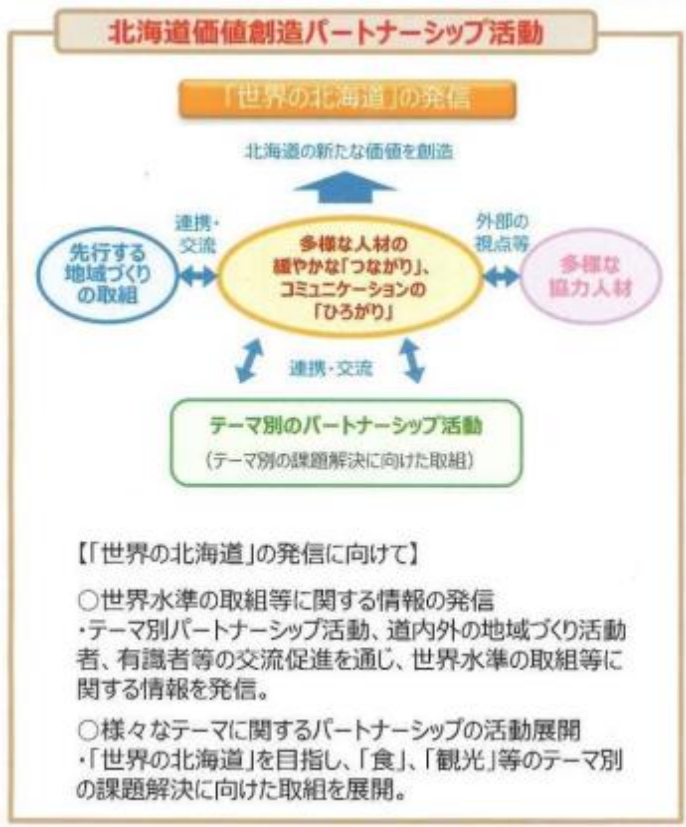 北海道価値創造パートナーシップ活動
「世界の北海道」の発信
北海道の新たな価値を創造
連携・
交流
外部の
視点等
先行する
地域づくり
の取組
多様な人材の
緩やかな「つながり」、
コミュニケーションの
「ひろがり」
多様な
協力人材
連携・交流
テーマ別のパートナーシップ活動
(テーマ別の課題解決に向けた取組)
【「世界の北海道」の発信に向けて】
○世界水準の取組等に関する情報の発信
・テーマ別パートナーシップ活動、道内外の地域づくり活動
者、有識者等の交流促進を通じ、世界水準の取組等に
関する情報を発信。
○様々なテーマに関するパートナーシップの活動展開
・「世界の北海道」を目指し、「食」、「観光」等のテーマ別
の課題解決に向けた取組を展開。